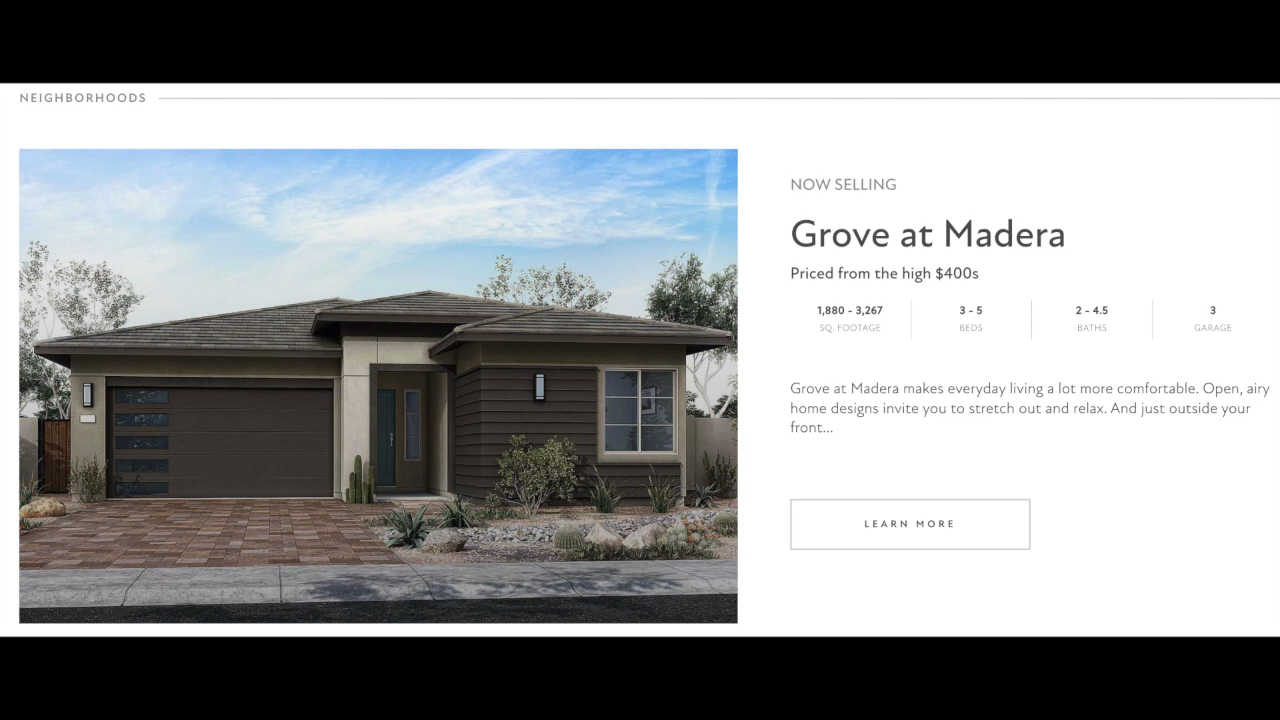 NEIGHBORHOODS
NOW SELLING
Grove at Madera
Priced from the high $400s
1,880 - 3,267
SQ. FOOTAGE
3 - 5
BEDS
2 - 4.5
BATHS
3
GARAGE
Grove at Madera makes everyday living a lot more comfortable. Open, airy
home designs invite you to stretch out and relax. And just outside your
front...
LEARN MORE